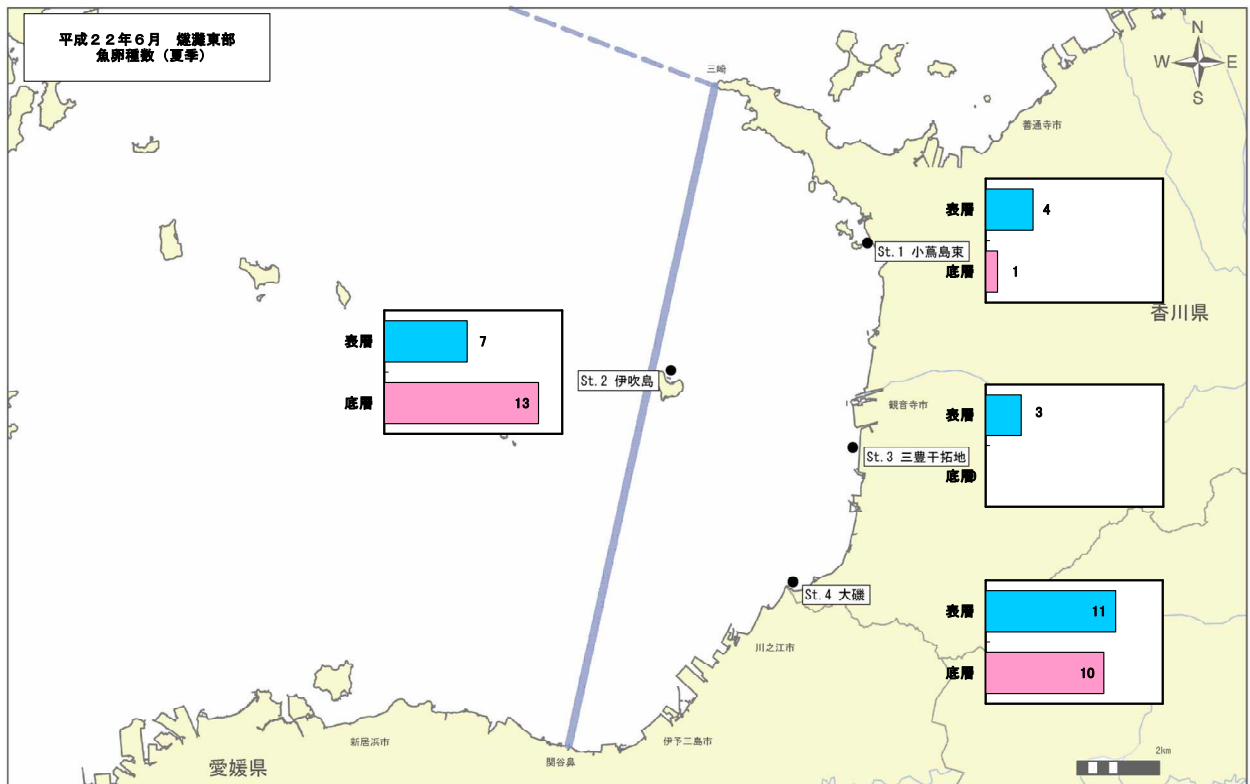 平成22年6月 燧灘東部
魚卵種数（夏季）
N
W E
S
三崎
善通寺市
表層 4
底層 1
St.1 小蔦島東
香川県
表層 7
底層 13
St.2 伊吹島
観音寺市
表層 3
底層0
St.3 三豊干拓地
表層 11
底層 10
St.4 大磯
川之江市
伊予三島市
新居浜市
関谷鼻
愛媛県
2km